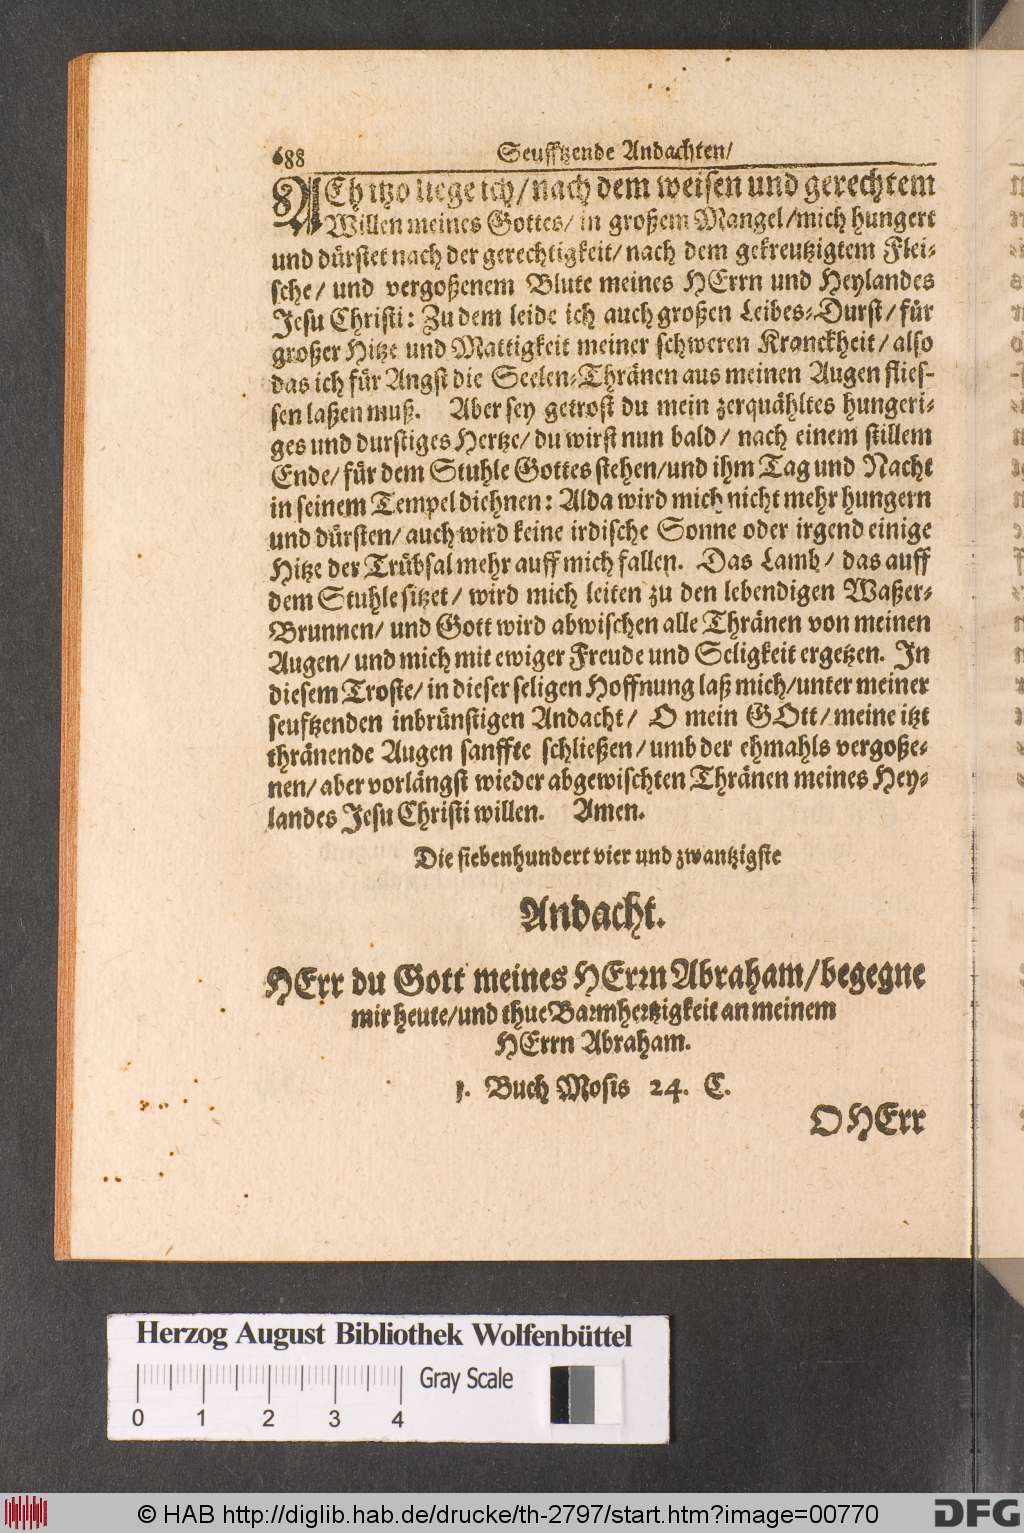 688
Seufftzende Andachten/
ACh itzo liege ich/ nach dem weisen und gerechtem
Willen meines Gottes/ in großem Mangel/ mich hungert
und dürstet nach der gerechtigkeit/ nach dem gekreutzigtem Flei-
sche/ und vergoßenem Blute meines HErrn und Heylandes
Jesu Christi: Zu dem leide ich auch großen Leibes-Durst/ für
großer Hitze und Mattigkeit meiner schweren Kranckheit/ also
das ich für Angst die Seelen-Thränen aus meinen Augen flies-
sen laßen muß. Aber sey getrost du mein zerquähltes hungeri-
ges und durstiges Hertze/ du wirst nun bald/ nach einem stillem
Ende/ für dem Stuhle Gottes stehen/ und ihm Tag und Nacht
in seinem Tempel diehnen: Alda wird mich nicht mehr hungern
und dürsten/ auch wird keine irdische Sonne oder irgend einige
Hitze der Trübsal mehr auff mich fallen. Das Lamb/ das auff
dem Stuhle sitzet/ wird mich leiten zu den lebendigen Waßer-
Brunnen/ und Gott wird abwischen alle Thränen von meinen
Augen/ und mich mit ewiger Freude und Seligkeit ergetzen. In
diesem Troste/ in dieser seligen Hoffnung laß mich/ unter meiner
seuftzenden inbrünstigen Andacht/ O mein GOtt/ meine itzt
thränende Augen sanffte schließen/ umb der ehmahls vergoße-
nen/ aber vorlängst wieder abgewischten Thränen meines Hey-
landes Jesu Christi willen. Amen.
Die siebenhundert vier und zwantzigste
Andacht.
HErr du Gott meines HErrn Abraham/ begegne
mir heute/ und thue Barmhertzigkeit an meinem
HErrn Abraham.
1. Buch Mosis 24. C.
O HErr
Herzog August Bibliothek Wolfenbüttel
Gray Scale
0 1 2 3 4
© HAB http://diglib.hab.de/drucke/th-2797/start.htm?image=00770
DFG